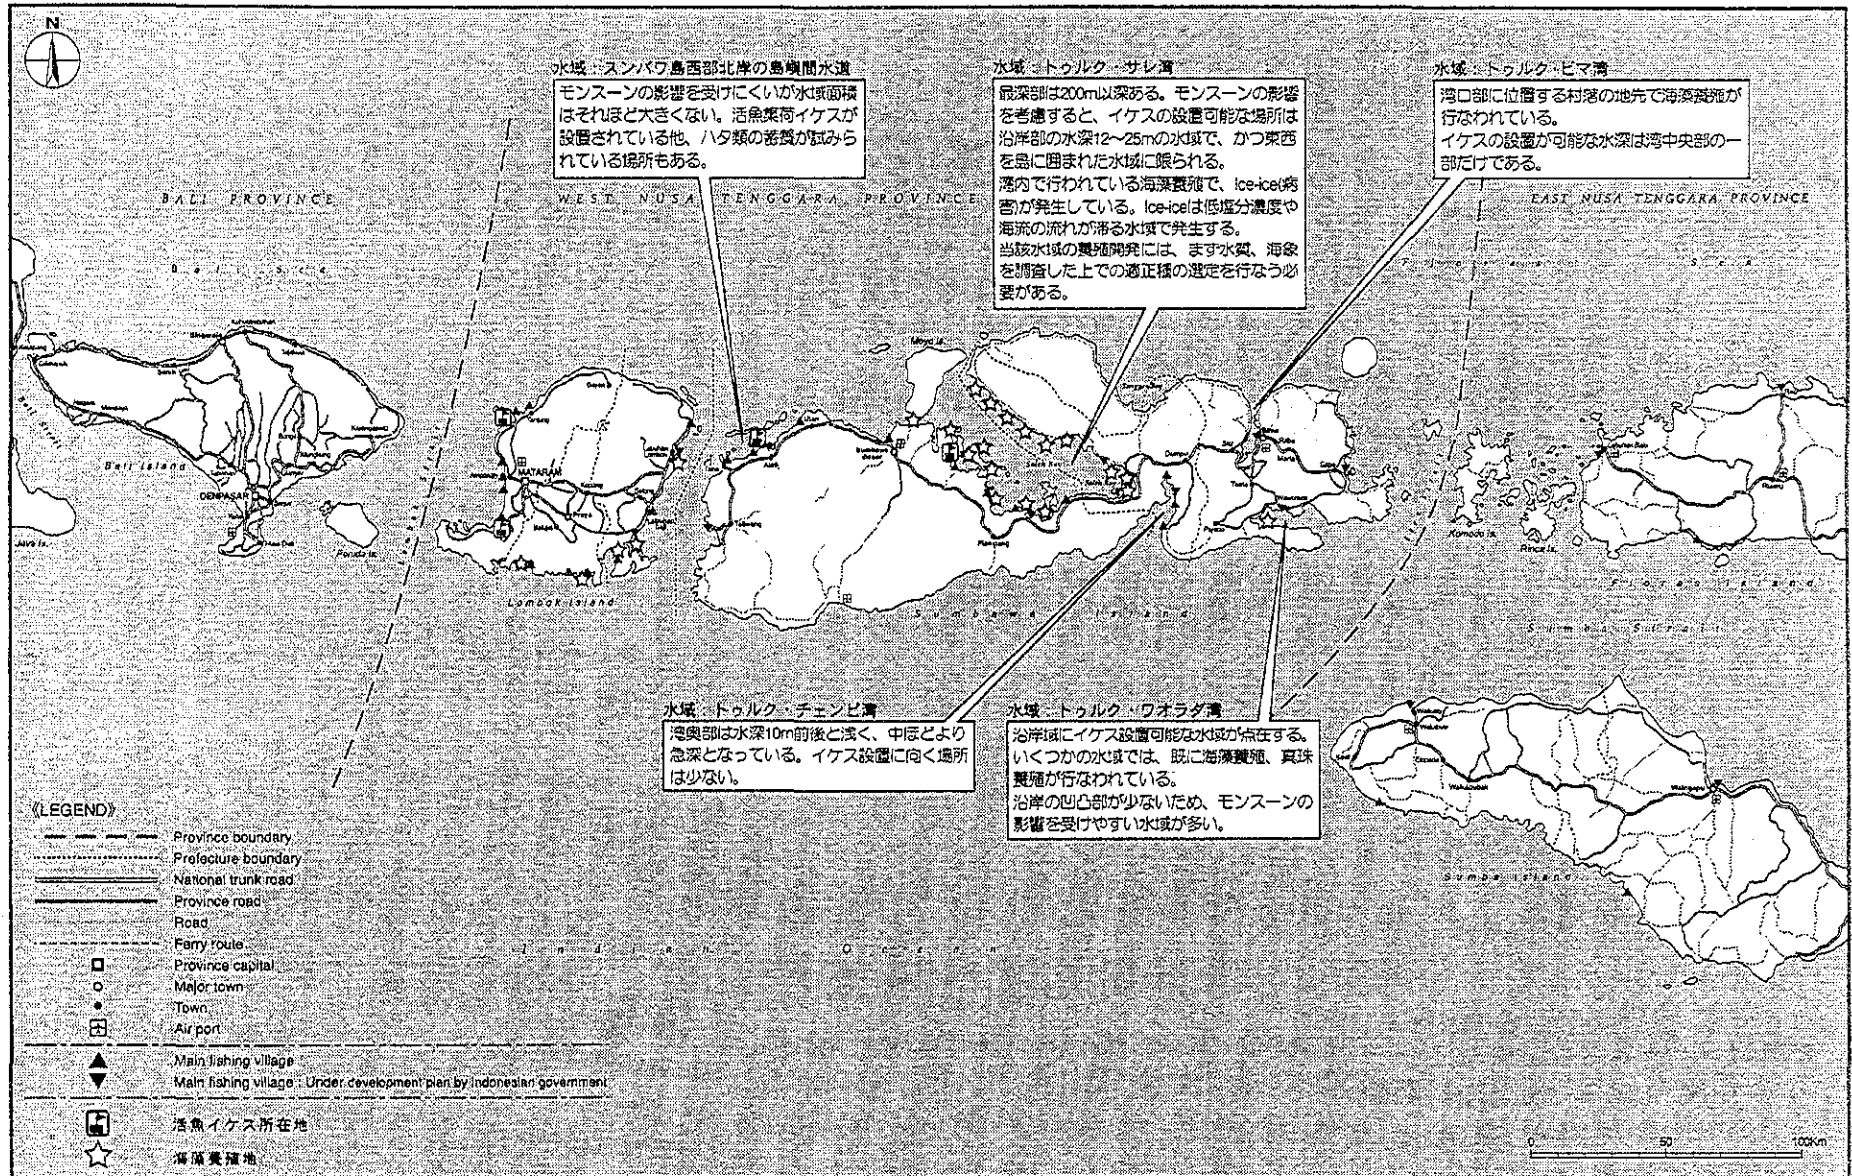 N
水域：スンバワ島西部北岸の島嶼間水道
モンスーンの影響を受けにくいが水域面積
はそれほど大きくない。活魚集荷イケスが
設置されている他、ハタ類の蓄養が試みら
れている場所もある。
水域：トゥルク・サレ湾
最深部は200m以深ある。モンスーンの影響
を考慮すると、イケスの設置可能な場所は
沿岸部の水深12〜25mの水域で、かつ東西
を島に囲まれた水域に限られる。
湾内で行われている海藻養殖で、Ice-ice(病
害)が発生している。Ice-iceは低塩分濃度や
海流の流れが滞る水域で発生する。
当該水域の養殖開発には、まず水質、海象
を調査した上での適正種の選定を行なう必
要がある。
水域：トゥルク・ビマ湾
湾口部に位置する村落の地先で海藻養殖が
行なわれている。
イケスの設置が可能な水深は湾中央部の一
部だけである。
BALI PROVINCE
WEST NUSA TENGGARA PROVINCE
EAST NUSA TENGGARA PROVINCE
Moyo Is.
MATARAM
DENPASAR
Bali Island
Java Is.
Penida Is.
Lombok Island
Sumbawa Island
Komodo Is.
Rinca Is.
Flores Island
Sumba Strait
水域：トゥルク・チェンピ湾
湾奥部は水深10m前後と浅く、中ほどより
急深となっている。イケス設置に向く場所
は少ない。
水域：トゥルク・ワオラダ湾
沿岸域にイケス設置可能な水域が点在する。
いくつかの水域では、既に海藻養殖、真珠
養殖が行なわれている。
沿岸の凹凸部が少ないため、モンスーンの
影響を受けやすい水域が多い。
Sumba Island
Indian Ocean
《LEGEND》
Province boundary
Prefecture boundary
National trunk road
Province road
Road
Ferry route
Province capital
Major town
Town
Air port
Main fishing village
Main fishing village : Under development plan by Indonesian government
活魚イケス所在地
海藻養殖地
0 50 100Km